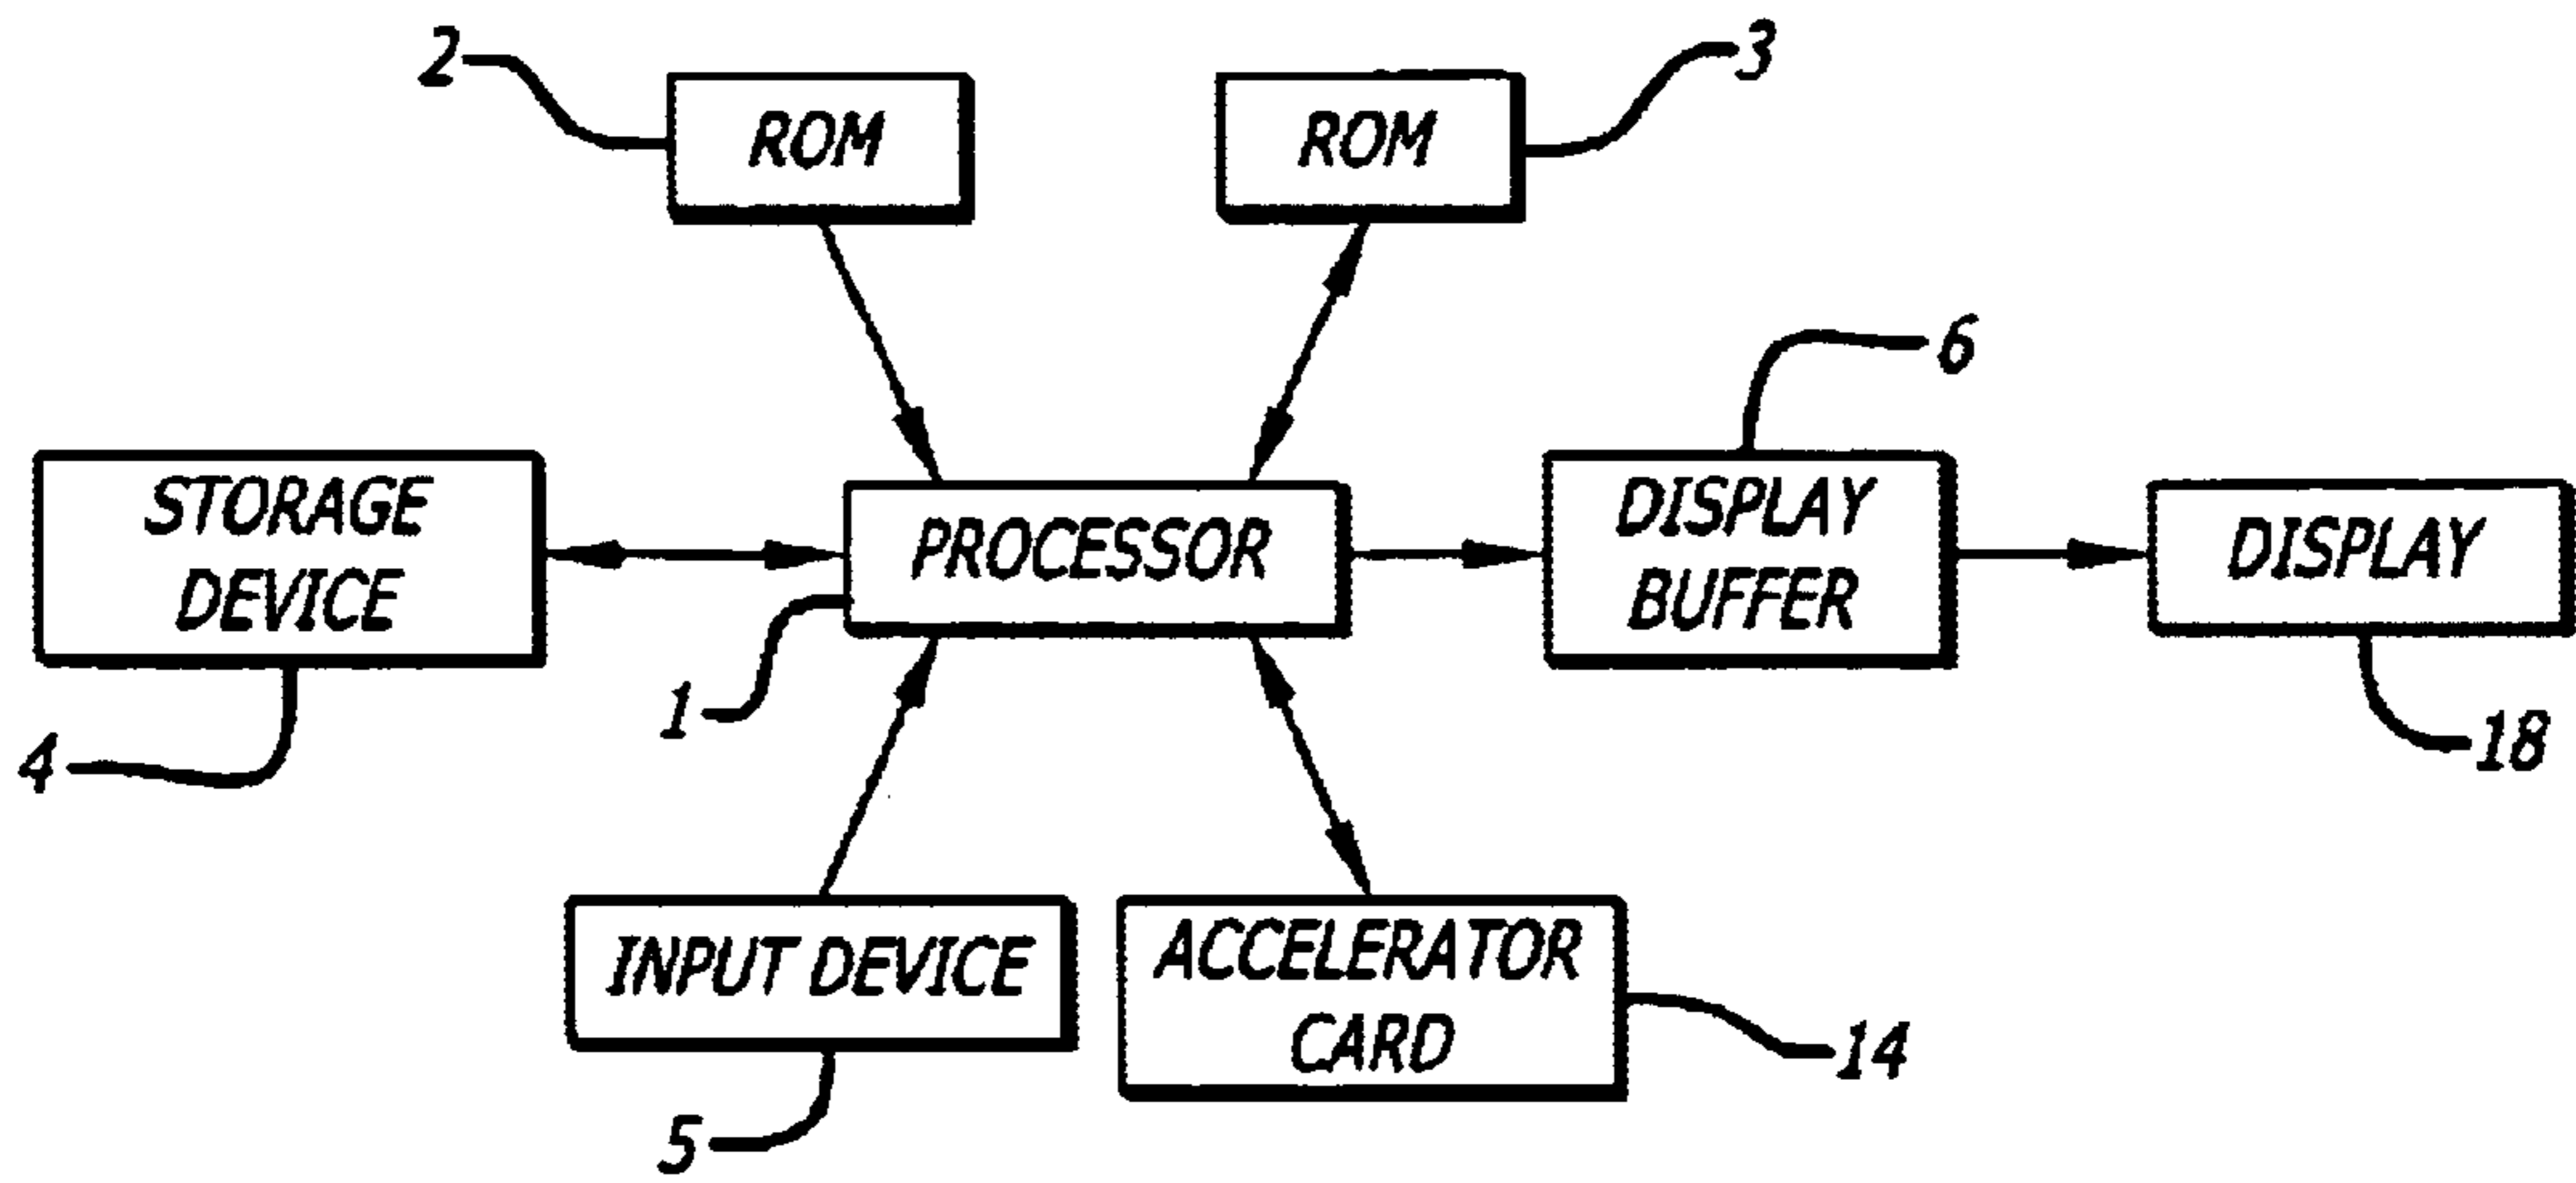 2
ROM
ROM
3
6
STORAGE
DEVICE
PROCESSOR
DISPLAY
BUFFER
DISPLAY
1
4
18
INPUT DEVICE
ACCELERATOR
CARD
14
5